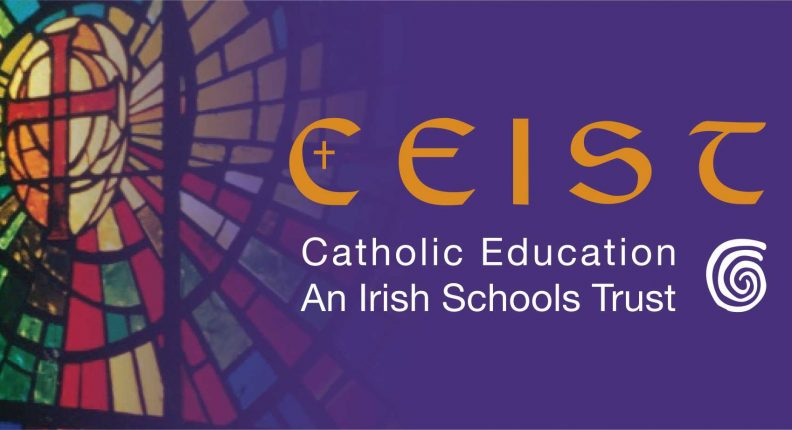 CEIST
Catholic Education
An Irish Schools Trust